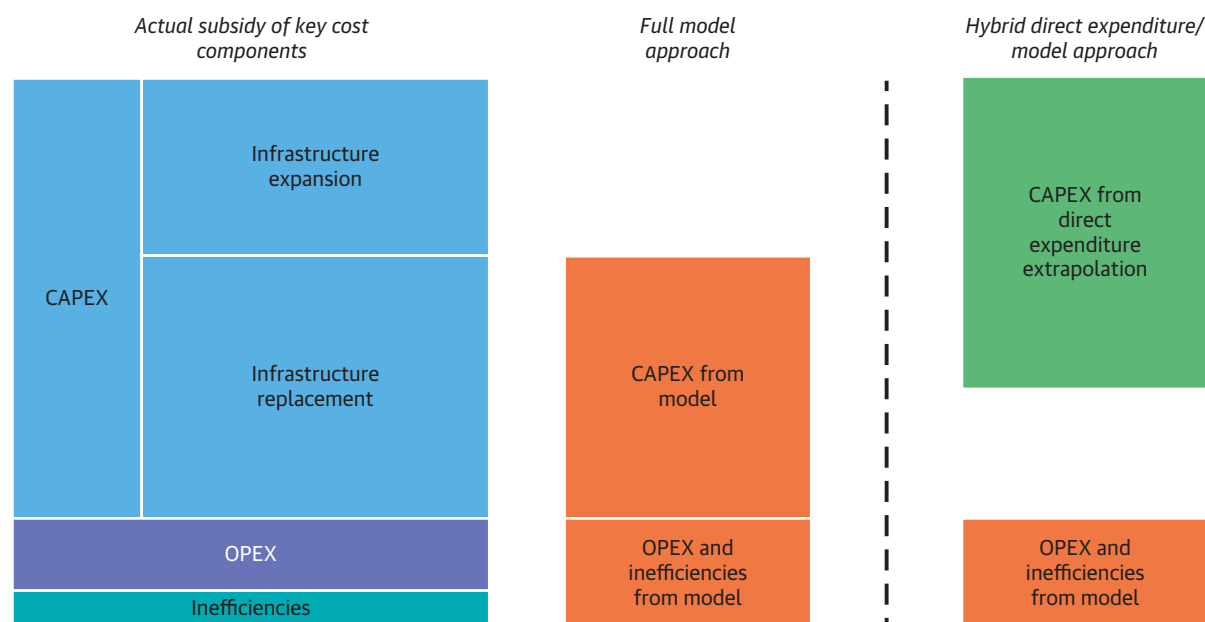 Actual subsidy of key cost
components
Full model
approach
Hybrid direct expenditure/
model approach
CAPEX
Infrastructure
expansion
Infrastructure
replacement
OPEX
Inefficiencies
CAPEX from
model
OPEX and
inefficiencies
from model
CAPEX from
direct
expenditure
extrapolation
OPEX and
inefficiencies
from model